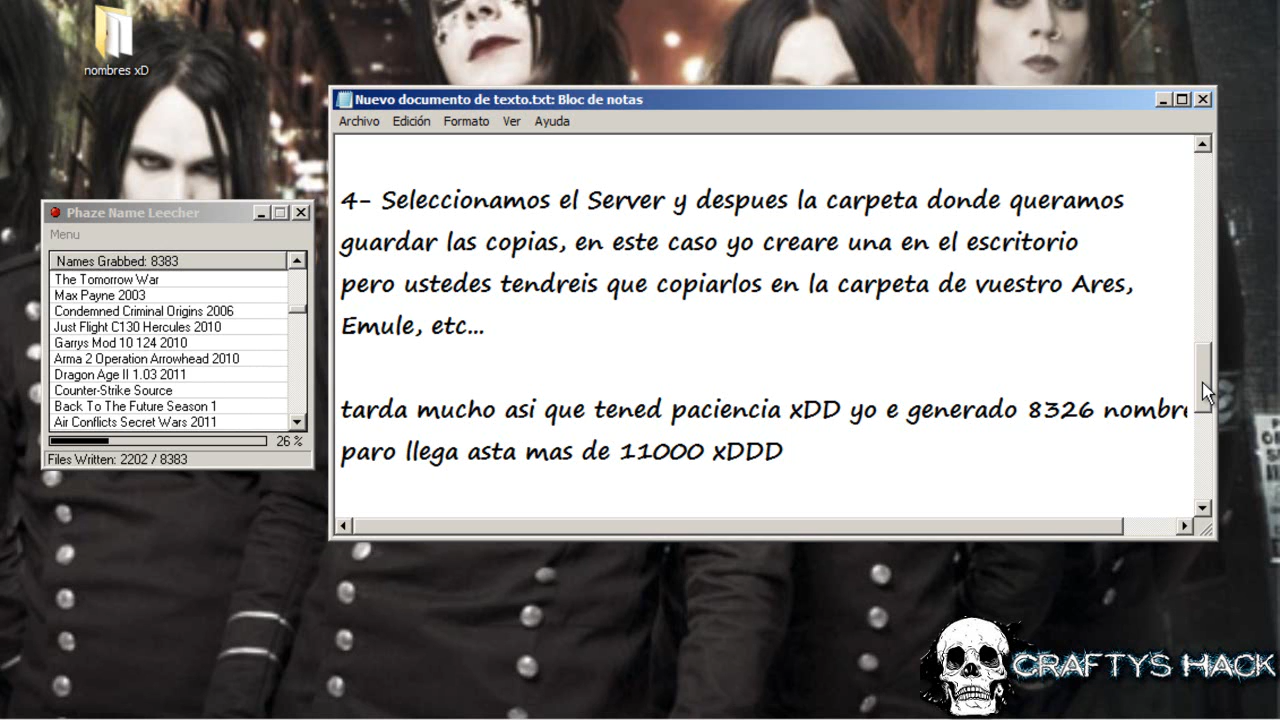 nombres xD
Nuevo documento de texto.txt: Bloc de notas
Archivo Edición Formato Ver Ayuda
4- Seleccionamos el Server y despues la carpeta donde queramos
guardar las copias, en este caso yo creare una en el escritorio
pero ustedes tendreis que copiarlos en la carpeta de vuestro Ares,
Emule, etc...
tarda mucho asi que tened paciencia xDD yo e generado 8326 nombre
paro llega asta mas de 11000 xDDD
Phaze Name Leecher
Menu
Names Grabbed: 8383
The Tomorrow War
Max Payne 2003
Condemned Criminal Origins 2006
Just Flight C130 Hercules 2010
Garrys Mod 10 124 2010
Arma 2 Operation Arrowhead 2010
Dragon Age II 1.03 2011
Counter-Strike Source
Back To The Future Season 1
Air Conflicts Secret Wars 2011
26 %
Files Written: 2202 / 8383
CRAFTYS HACK